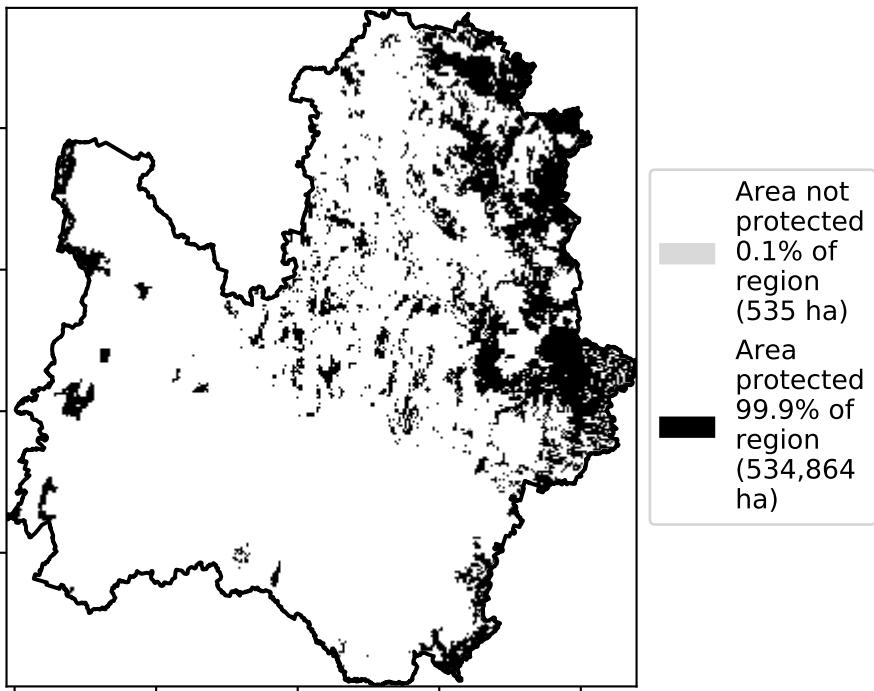 Area not
protected
0.1% of
region
(535 ha)
Area
protected
99.9% of
region
(534,864
ha)